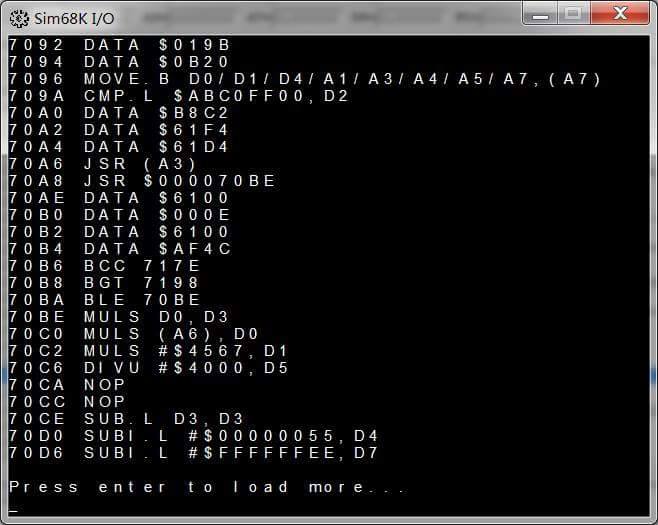 Sim68K I/O
7092 DATA $019B
7094 DATA $0B20
7096 MOVE.B D0/D1/D4/A1/A3/A4/A5/A7,(A7)
709A CMP.L $ABC0FF00,D2
70A0 DATA $B8C2
70A2 DATA $61F4
70A4 DATA $61D4
70A6 JSR (A3)
70A8 JSR $000070BE
70AE DATA $6100
70B0 DATA $000E
70B2 DATA $6100
70B4 DATA $AF4C
70B6 BCC 717E
70B8 BGT 7198
70BA BLE 70BE
70BE MULS D0,D3
70C0 MULS (A6),D0
70C2 MULS #$4567,D1
70C6 DIVU #$4000,D5
70CA NOP
70CC NOP
70CE SUB.L D3,D3
70D0 SUBI.L #$00000055,D4
70D6 SUBI.L #$FFFFFFEE,D7
Press enter to load more...
_